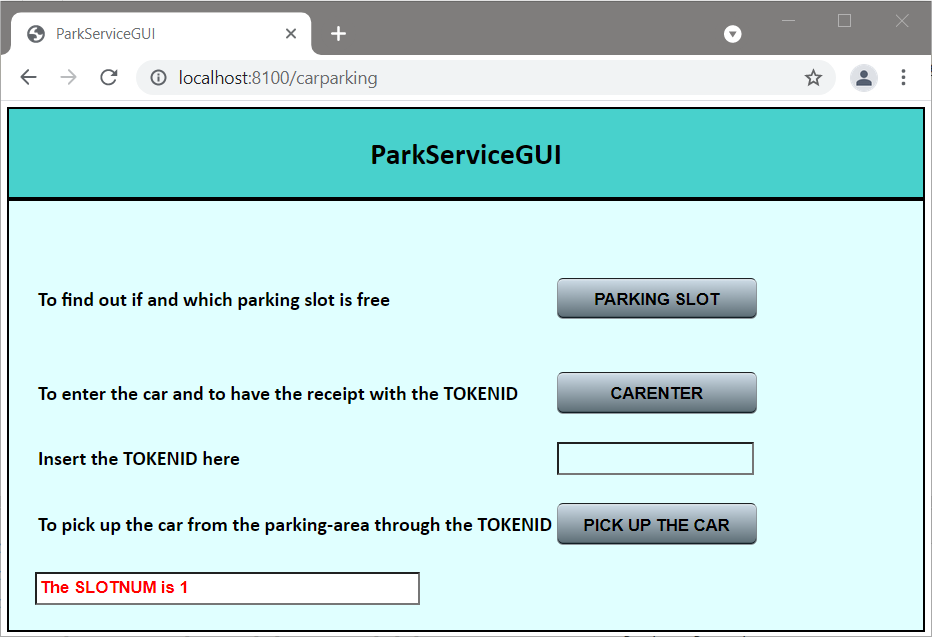 ParkServiceGUI
localhost:8100/carparking
ParkServiceGUI
To find out if and which parking slot is free PARKING SLOT
To enter the car and to have the receipt with the TOKENID CARENTER
Insert the TOKENID here
To pick up the car from the parking-area through the TOKENID PICK UP THE CAR
The SLOTNUM is 1